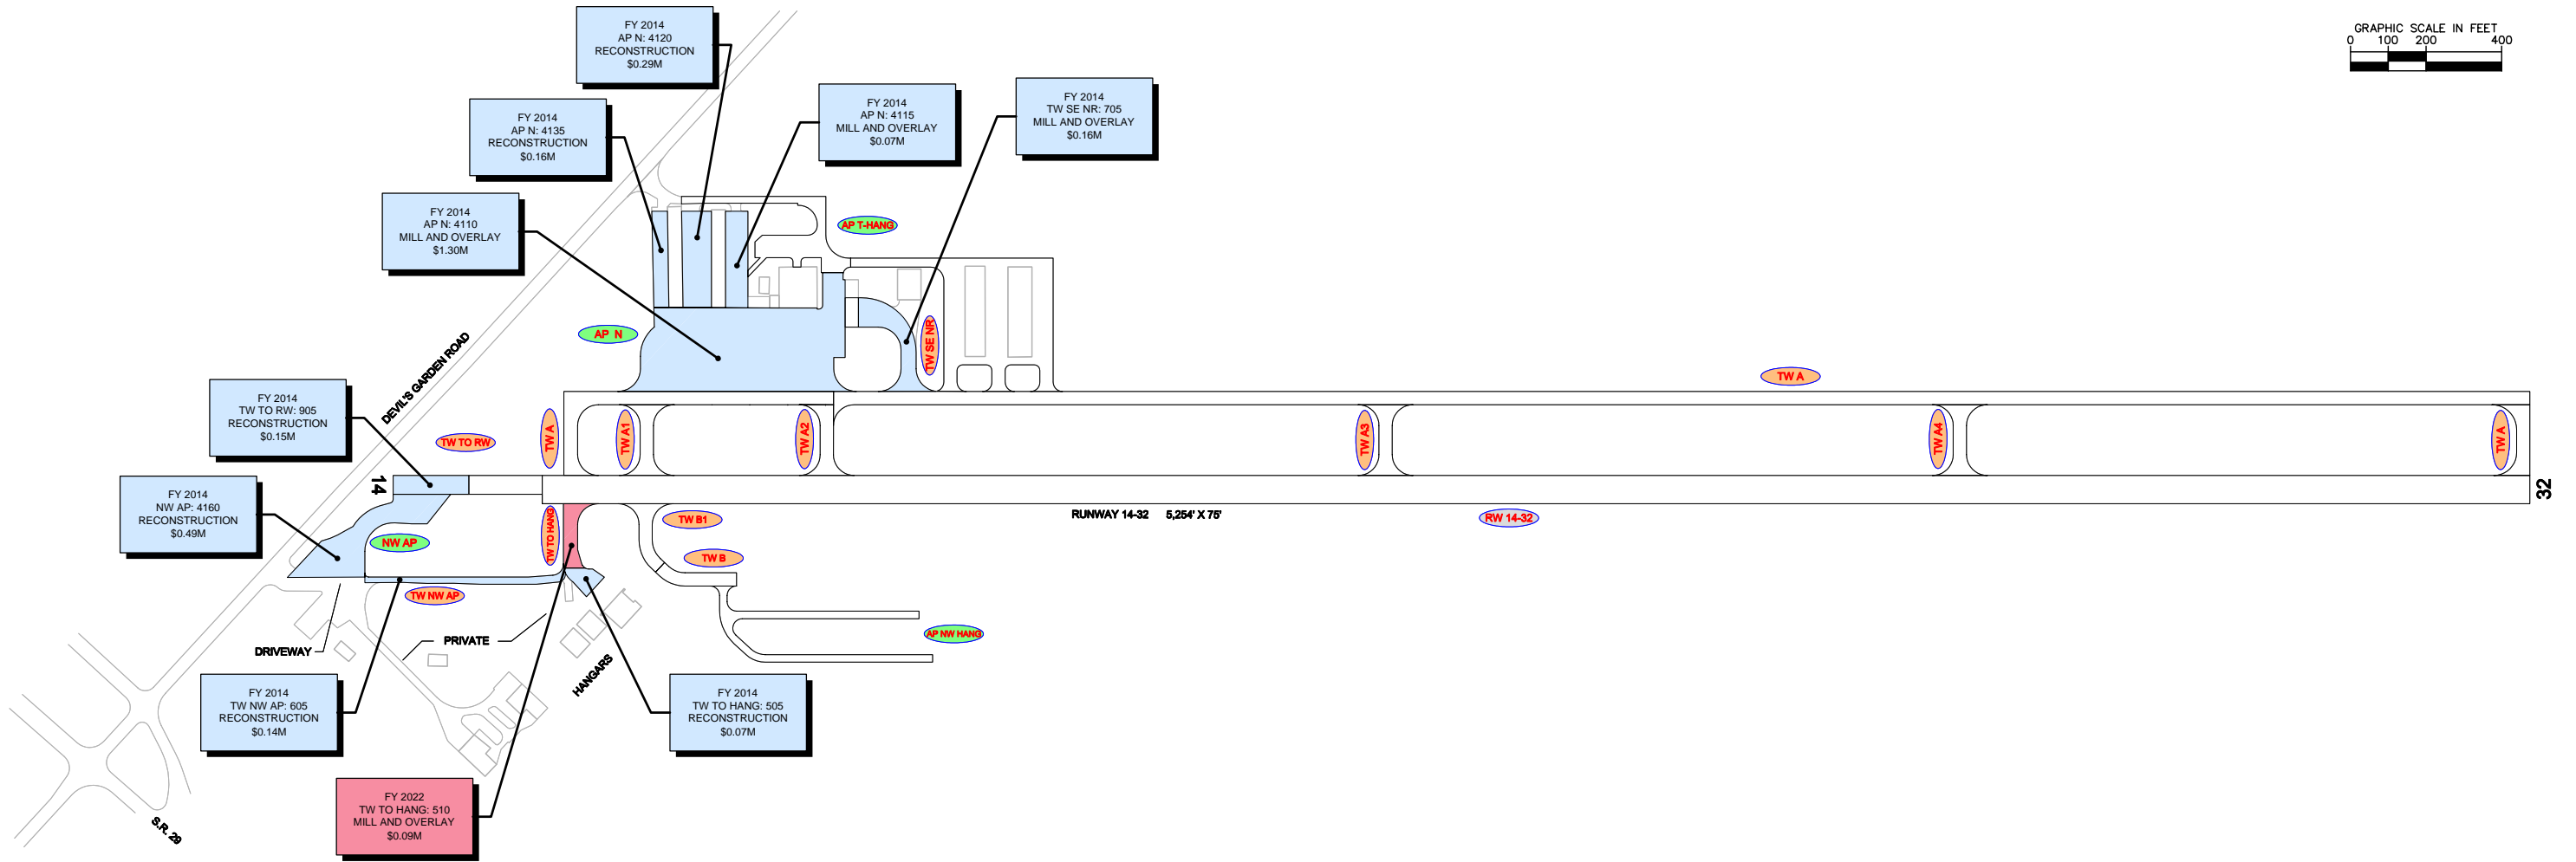 GRAPHIC SCALE IN FEET
0 100 200 400
FY 2014
AP N: 4120
RECONSTRUCTION
$0.29M
FY 2014
AP N: 4135
RECONSTRUCTION
$0.16M
FY 2014
AP N: 4115
MILL AND OVERLAY
$0.07M
FY 2014
TW SE NR: 705
MILL AND OVERLAY
$0.16M
FY 2014
AP N: 4110
MILL AND OVERLAY
$1.30M
AP T-HANG
AP N
TW SE NR
DEVIL'S GARDEN ROAD
TW A
FY 2014
TW TO RW: 905
RECONSTRUCTION
$0.15M
TW TO RW
TW A
TW A1
TW A2
TW A3
TW A4
TW A
14
32
FY 2014
NW AP: 4160
RECONSTRUCTION
$0.49M
NW AP
TW TO HANG
TW B1
RUNWAY 14-32 5,254' X 75'
RW 14-32
TW B
TW NW AP
AP NW HANG
PRIVATE
DRIVEWAY
HANGARS
FY 2014
TW NW AP: 605
RECONSTRUCTION
$0.14M
FY 2014
TW TO HANG: 505
RECONSTRUCTION
$0.07M
FY 2022
TW TO HANG: 510
MILL AND OVERLAY
$0.09M
S.R. 29